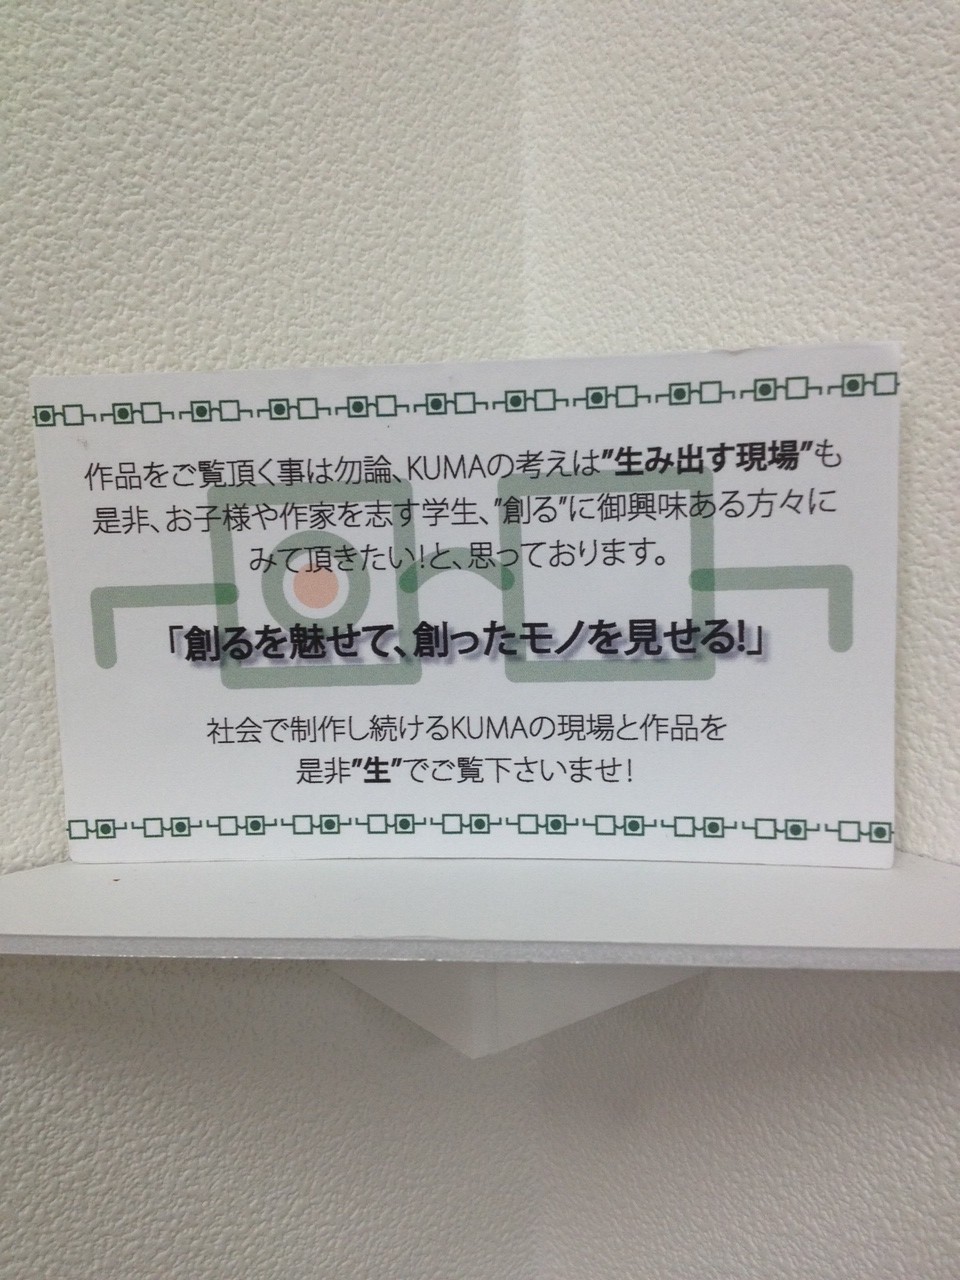 作品をご覧頂く事は勿論、KUMAの考えは”生み出す現場”も
是非、お子様や作家を志す学生、”創る”に御興味ある方々に
みて頂きたい！と、思っております。
「創るを魅せて、創ったモノを見せる！」
社会で制作し続けるKUMAの現場と作品を
是非”生”でご覧下さいませ！